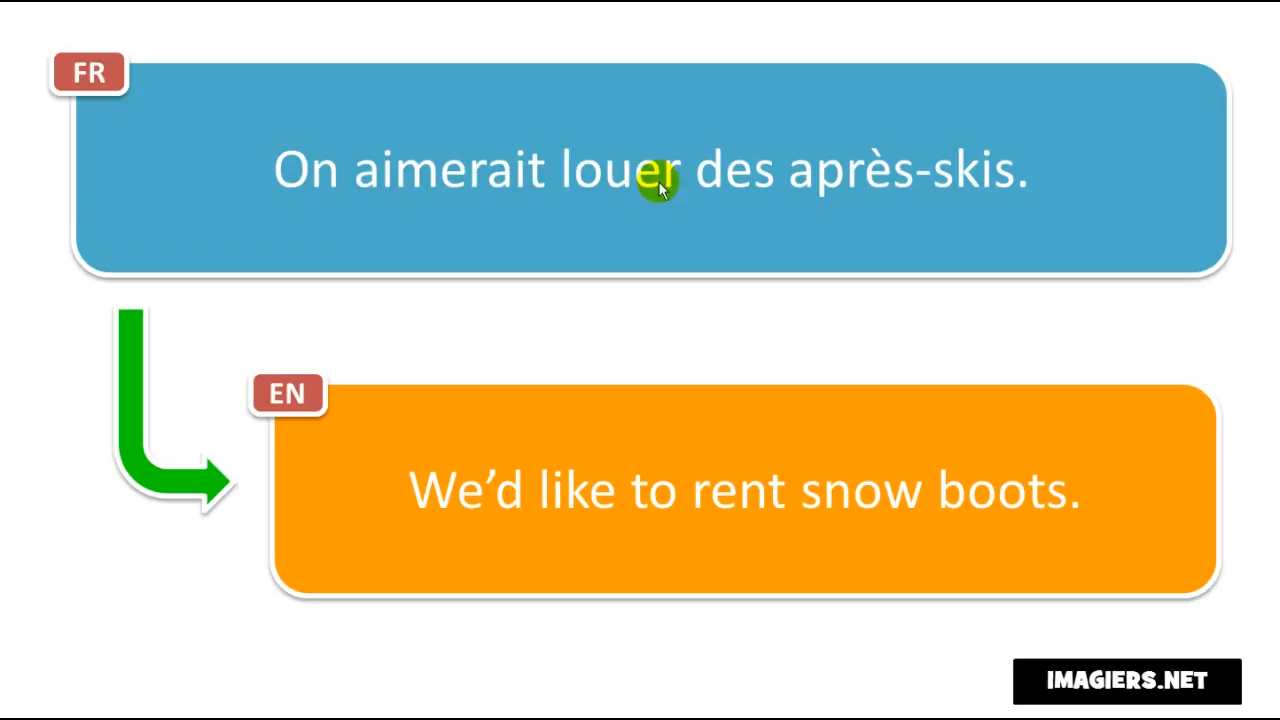 FR
On aimerait louer des après-skis.
EN
We’d like to rent snow boots.
IMAGIERS.NET